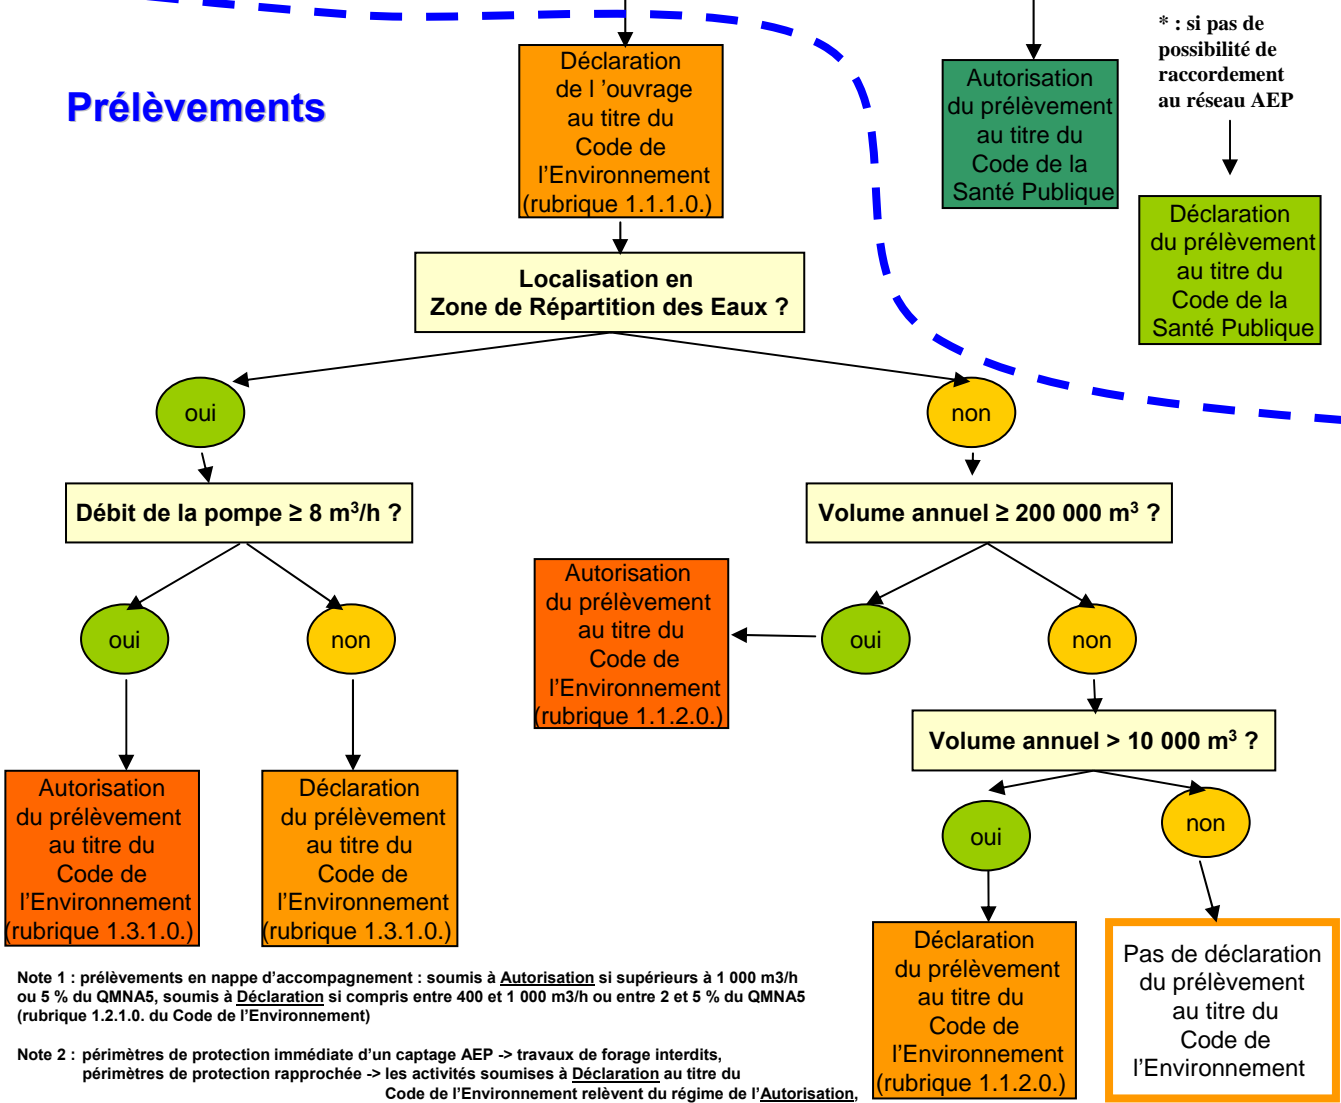 * : si pas de
possibilité de
raccordement
au réseau AEP
Prélèvements
Déclaration
de l ’ouvrage
au titre du
Code de
l’Environnement
(rubrique 1.1.1.0.)
Autorisation
du prélèvement
au titre du
Code de la
Santé Publique
Déclaration
du prélèvement
au titre du
Code de la
Santé Publique
Localisation en
Zone de Répartition des Eaux ?
oui
non
Débit de la pompe ≥ 8 m³/h ?
Volume annuel ≥ 200 000 m³ ?
oui
non
Autorisation
du prélèvement
au titre du
Code de
l’Environnement
(rubrique 1.1.2.0.)
oui
non
Volume annuel > 10 000 m³ ?
Autorisation
du prélèvement
au titre du
Code de
l’Environnement
(rubrique 1.3.1.0.)
Déclaration
du prélèvement
au titre du
Code de
l’Environnement
(rubrique 1.3.1.0.)
oui
non
Déclaration
du prélèvement
au titre du
Code de
l’Environnement
(rubrique 1.1.2.0.)
Pas de déclaration
du prélèvement
au titre du
Code de
l’Environnement
Note 1 : prélèvements en nappe d’accompagnement : soumis à Autorisation si supérieurs à 1 000 m3/h
ou 5 % du QMNA5, soumis à Déclaration si compris entre 400 et 1 000 m3/h ou entre 2 et 5 % du QMNA5
(rubrique 1.2.1.0. du Code de l’Environnement)
Note 2 : périmètres de protection immédiate d’un captage AEP -> travaux de forage interdits,
périmètres de protection rapprochée -> les activités soumises à Déclaration au titre du
Code de l’Environnement relèvent du régime de l’Autorisation,